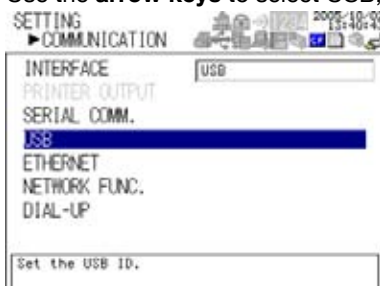 Use the arrow keys to select USB,
SETTING
►COMMUNICATION
INTERFACE USB
PRINTER OUTPUT
SERIAL COMM.
USB
ETHERNET
NETWORK FUNC.
DIAL-UP
Set the USB ID.